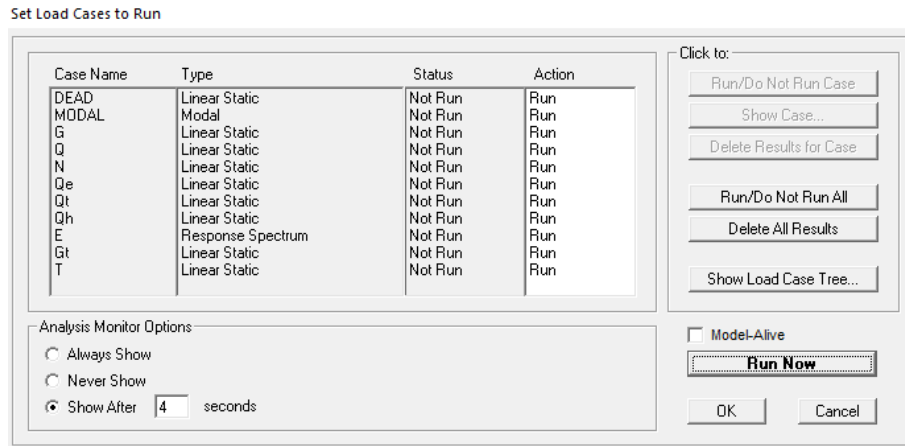 Set Load Cases to Run
Click to:
Case Name Type Status Action
DEAD Linear Static Not Run Run
MODAL Modal Not Run Run
G Linear Static Not Run Run
Q Linear Static Not Run Run
N Linear Static Not Run Run
Qe Linear Static Not Run Run
Qt Linear Static Not Run Run
Qh Linear Static Not Run Run
E Response Spectrum Not Run Run
Gt Linear Static Not Run Run
T Linear Static Not Run Run
Run/Do Not Run Case
Show Case...
Delete Results for Case
Run/Do Not Run All
Delete All Results
Show Load Case Tree...
Analysis Monitor Options
Always Show
Never Show
Show After 4 seconds
Model-Alive
Run Now
OK Cancel